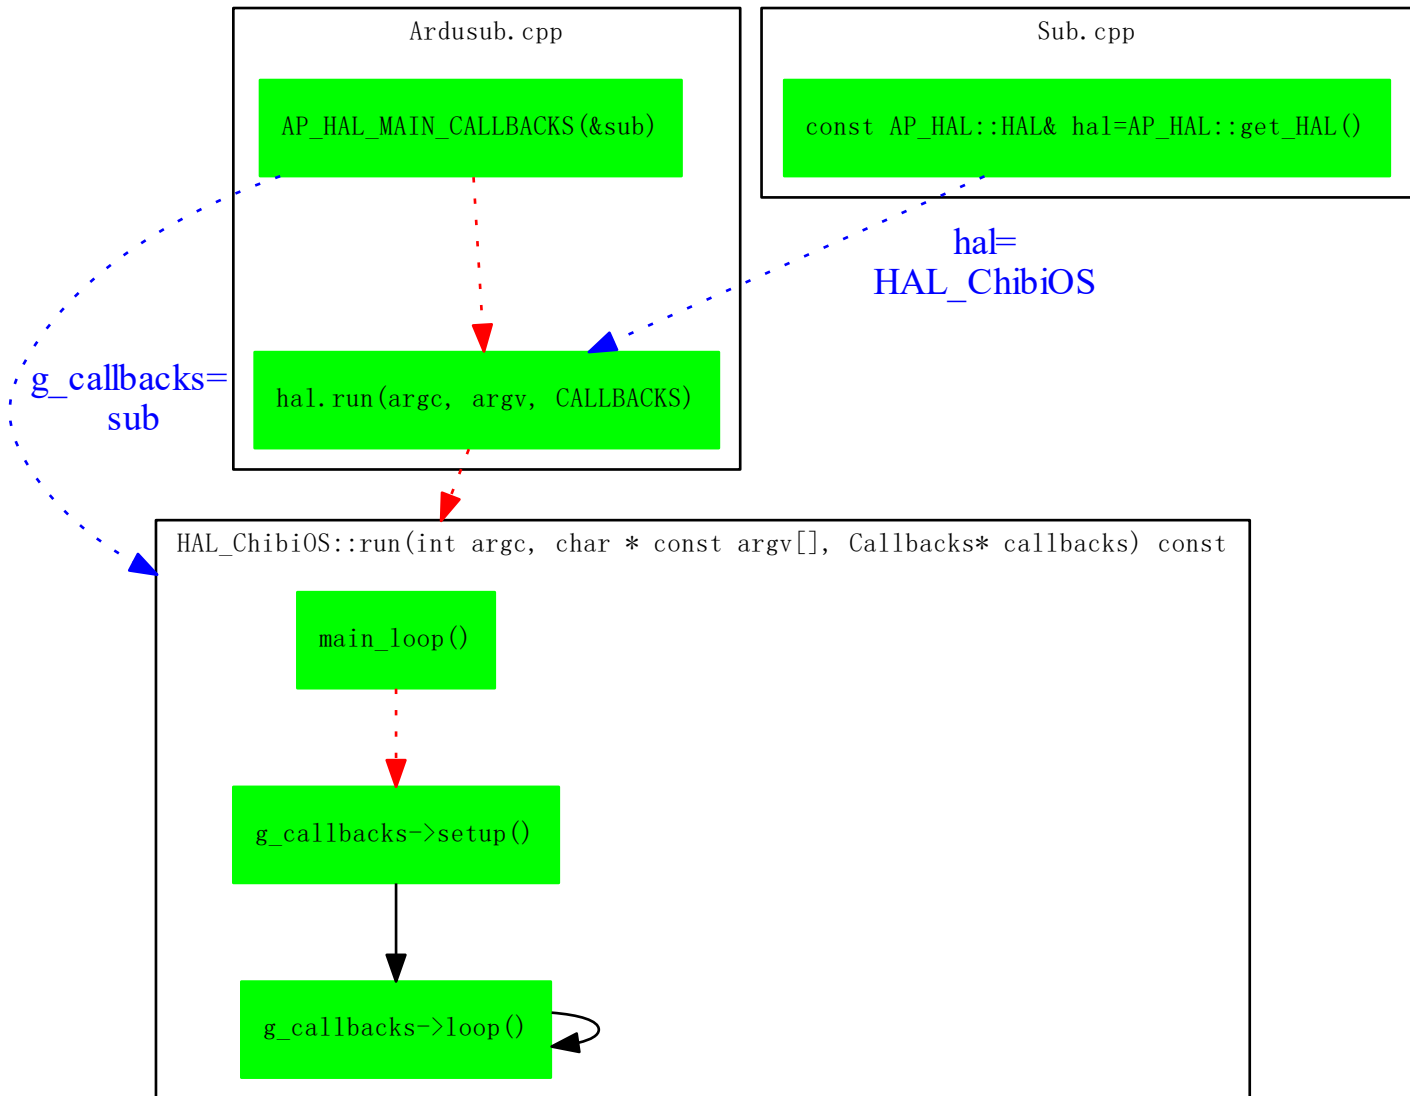 Ardusub.cpp
Sub.cpp
AP_HAL_MAIN_CALLBACKS(&sub)
const AP_HAL::HAL& hal=AP_HAL::get_HAL()
hal=
HAL_ChibiOS
g_callbacks=
sub
hal.run(argc, argv, CALLBACKS)
HAL_ChibiOS::run(int argc, char * const argv[], Callbacks* callbacks) const
main_loop()
g_callbacks->setup()
g_callbacks->loop()